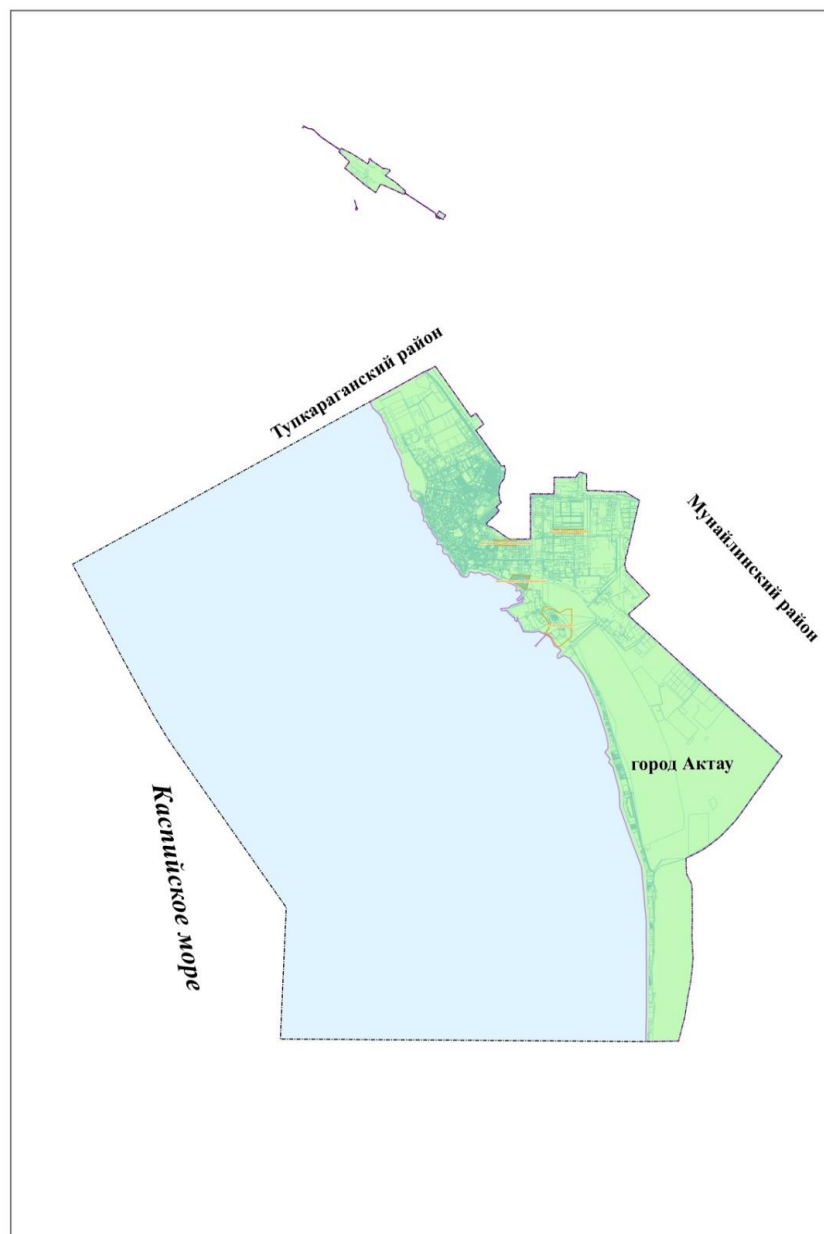 Тупкараганский район
Мунайлинский район
город Актау
Каспийское море